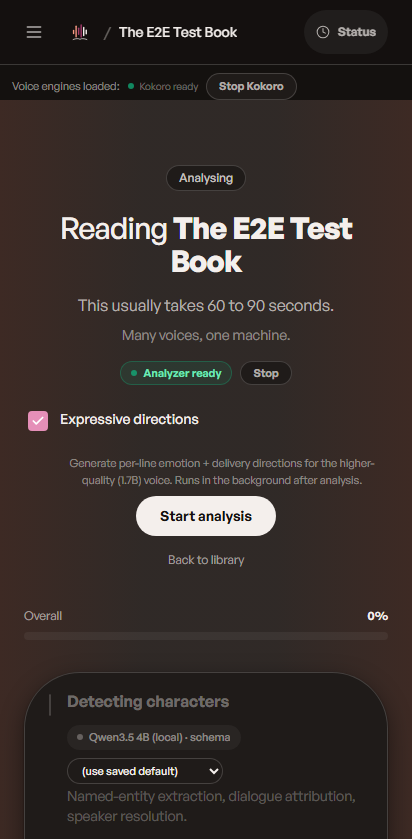 / The E2E Test Book
Status
Voice engines loaded: Kokoro ready Stop Kokoro
Analysing
Reading The E2E Test
Book
This usually takes 60 to 90 seconds.
Many voices, one machine.
Analyzer ready Stop
Expressive directions
Generate per-line emotion + delivery directions for the higher-
quality (1.7B) voice. Runs in the background after analysis.
Start analysis
Back to library
Overall 0%
Detecting characters
Qwen3.5 4B (local) · schema
(use saved default)
Named-entity extraction, dialogue attribution,
speaker resolution.